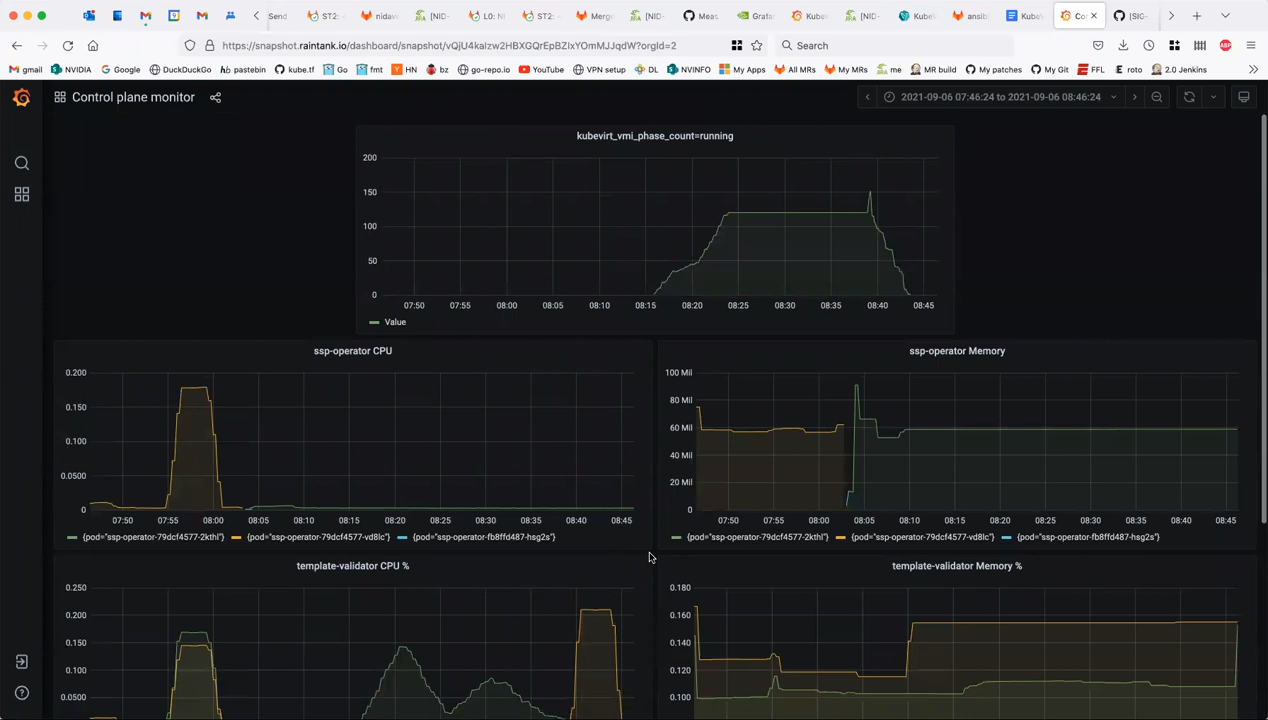 Send
ST2:
nidav
[NID-
L0: N
ST2:
Merge
[NID-
Meas
Grafa
Kube
[NID-
KubeV
ansib
KubeV
Co
[SIG-
https://snapshot.raintank.io/dashboard/snapshot/vQjU4kaIzw2HBXGQrEpBZIxYOmMJJqdW?orgId=2
Search
ABP
gmail
NVIDIA
Google
DuckDuckGo
hpastebin
kube.tf
Go
fmt
HN
bz
go-repo.io
YouTube
VPN setup
DL
NVINFO
My Apps
All MRs
My MRs
me
MR build
My patches
My Git
FFL
roto
2.0 Jenkins
Control plane monitor
2021-09-06 07:46:24 to 2021-09-06 08:46:24
kubevirt_vmi_phase_count=running
200
150
100
50
0
07:50 07:55 08:00 08:05 08:10 08:15 08:20 08:25 08:30 08:35 08:40 08:45
Value
ssp-operator CPU
0.200
0.150
0.100
0.0500
0
07:50 07:55 08:00 08:05 08:10 08:15 08:20 08:25 08:30 08:35 08:40 08:45
{pod="ssp-operator-79dcf4577-2kthl"} {pod="ssp-operator-79dcf4577-vd8lc"} {pod="ssp-operator-fb8ffd487-hsg2s"}
ssp-operator Memory
100 Mil
80 Mil
60 Mil
40 Mil
20 Mil
0
07:50 07:55 08:00 08:05 08:10 08:15 08:20 08:25 08:30 08:35 08:40 08:45
{pod="ssp-operator-79dcf4577-2kthl"} {pod="ssp-operator-79dcf4577-vd8lc"} {pod="ssp-operator-fb8ffd487-hsg2s"}
template-validator CPU %
0.250
0.200
0.150
0.100
0.0500
template-validator Memory %
0.180
0.160
0.140
0.120
0.100